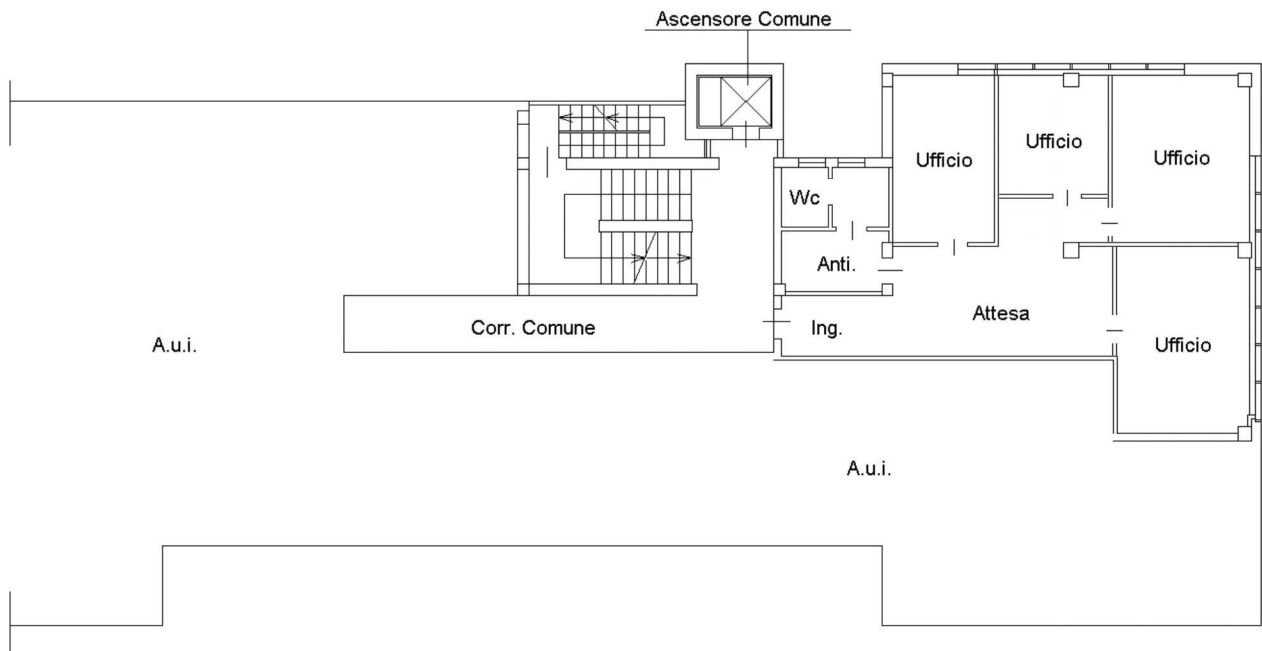 Ascensore Comune
Ufficio
Ufficio
Ufficio
Wc
Anti.
Corr. Comune
Ing.
Attesa
A.u.i.
Ufficio
A.u.i.